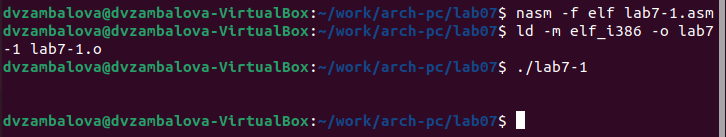 dvzambalova@dvzambalova-VirtualBox:~/work/arch-pc/lab07$ nasm -f elf lab7-1.asm
dvzambalova@dvzambalova-VirtualBox:~/work/arch-pc/lab07$ ld -m elf_i386 -o lab7
-1 lab7-1.o
dvzambalova@dvzambalova-VirtualBox:~/work/arch-pc/lab07$ ./lab7-1
dvzambalova@dvzambalova-VirtualBox:~/work/arch-pc/lab07$